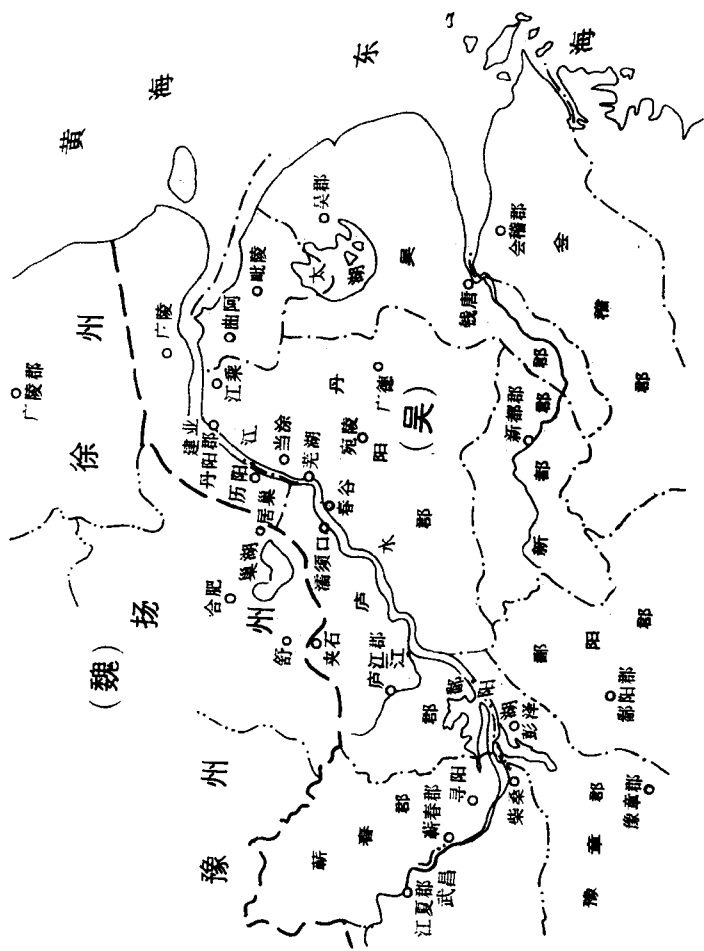 黄海
东海
徐州
广陵郡
广陵
(魏)
扬州
合肥
巢湖
居巢
历阳
舒
夹石
豫州
建业
丹阳郡
江乘
曲阿
毗陵
吴郡
太湖
吴
江水
当涂
芜湖
春谷
濡须口
宛陵
广德
丹阳郡
(吴)
钱唐
会稽郡
会稽郡
新都郡
新都郡
郡
庐江郡
庐江郡
鄱阳湖
彭泽
鄱阳郡
鄱阳郡
蕲春郡
蕲春郡
寻阳
柴桑
江夏郡
武昌
豫章郡
豫章郡